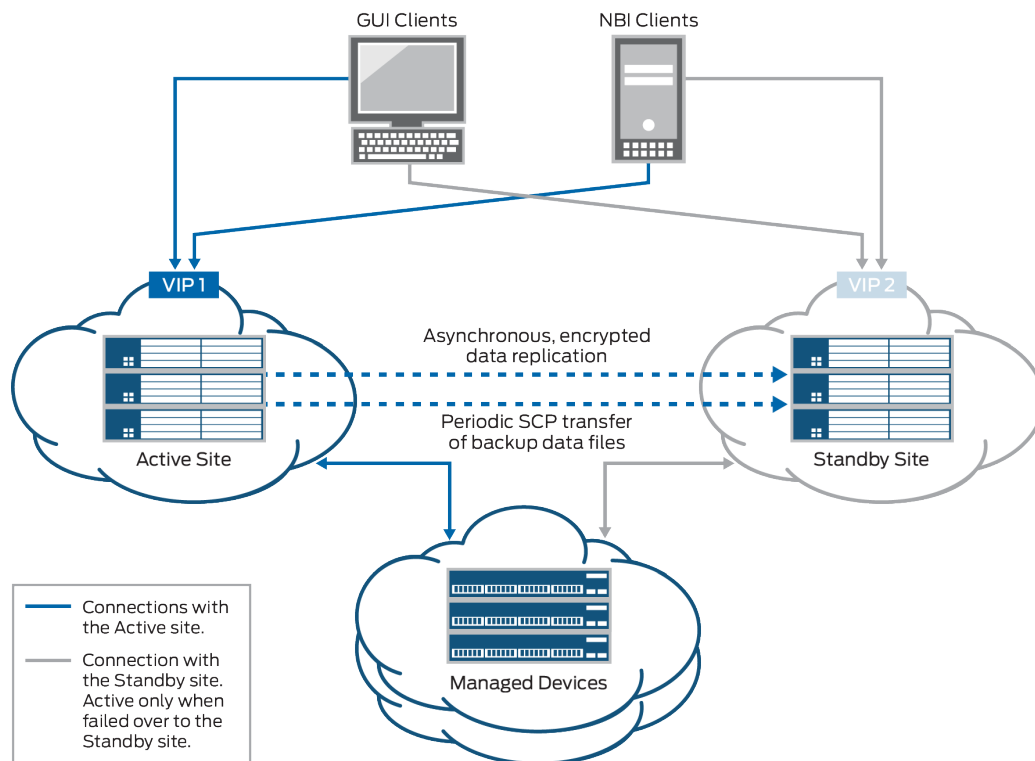 GUI Clients
NBI Clients
VIP 1
VIP 2
Asynchronous, encrypted
data replication
Periodic SCP transfer
of backup data files
Active Site
Standby Site
Managed Devices
Connections with
the Active site.
Connection with
the Standby site.
Active only when
failed over to the
Standby site.